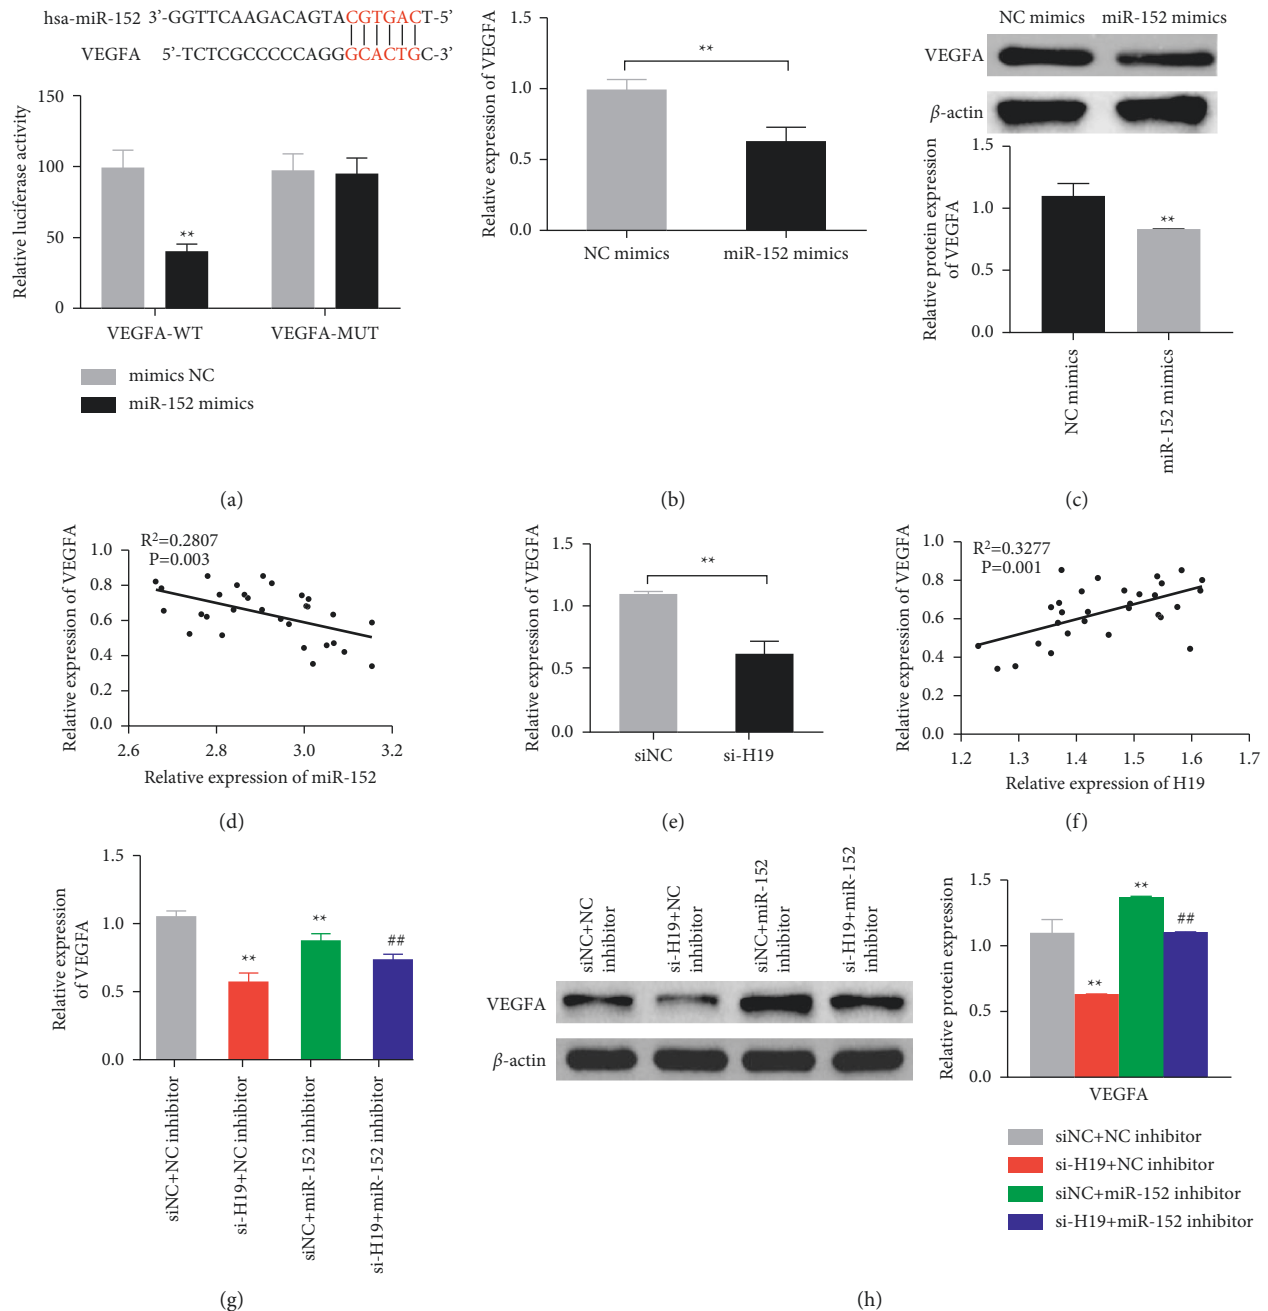 hsa-miR-152 3'-GGTTCAAGACAGTACGTGACT-5'
VEGFA 5'-TCTCGCCCCCAGGGCACTGC-3'
Relative luciferase activity
150
100
50
0
**
VEGFA-WT VEGFA-MUT
mimics NC
miR-152 mimics
(a)
Relative expression of VEGFA
1.5
1.0
0.5
0.0
**
NC mimics miR-152 mimics
(b)
NC mimics miR-152 mimics
VEGFA
β-actin
Relative protein expression
of VEGFA
1.5
1.0
0.5
0.0
**
NC mimics
miR-152 mimics
(c)
Relative expression of VEGFA
R²=0.2807
P=0.003
1.0
0.8
0.6
0.4
0.2
0.0
2.6 2.8 3.0 3.2
Relative expression of miR-152
(d)
Relative expression of VEGFA
1.5
1.0
0.5
0.0
**
siNC si-H19
(e)
Relative expression of VEGFA
R²=0.3277
P=0.001
1.0
0.8
0.6
0.4
0.2
0.0
1.2 1.3 1.4 1.5 1.6 1.7
Relative expression of H19
(f)
Relative expression
of VEGFA
1.5
1.0
0.5
0.0
**
**
##
siNC+NC inhibitor
si-H19+NC inhibitor
siNC+miR-152 inhibitor
si-H19+miR-152 inhibitor
(g)
siNC+NC
inhibitor
si-H19+NC
inhibitor
siNC+miR-152
inhibitor
si-H19+miR-152
inhibitor
VEGFA
β-actin
Relative protein expression
1.5
1.0
0.5
0.0
**
**
##
VEGFA
siNC+NC inhibitor
si-H19+NC inhibitor
siNC+miR-152 inhibitor
si-H19+miR-152 inhibitor
(h)